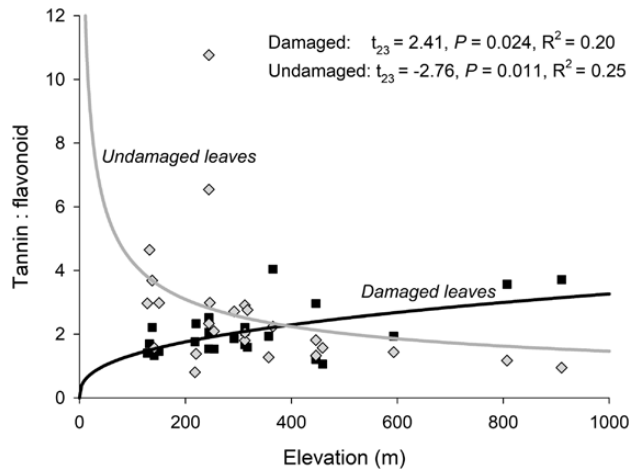 12
Damaged: t23 = 2.41, P = 0.024, R2 = 0.20
Undamaged: t23 = -2.76, P = 0.011, R2 = 0.25
10
8
Undamaged leaves
Tannin : flavonoid
6
4
Damaged leaves
2
0
0 200 400 600 800 1000
Elevation (m)